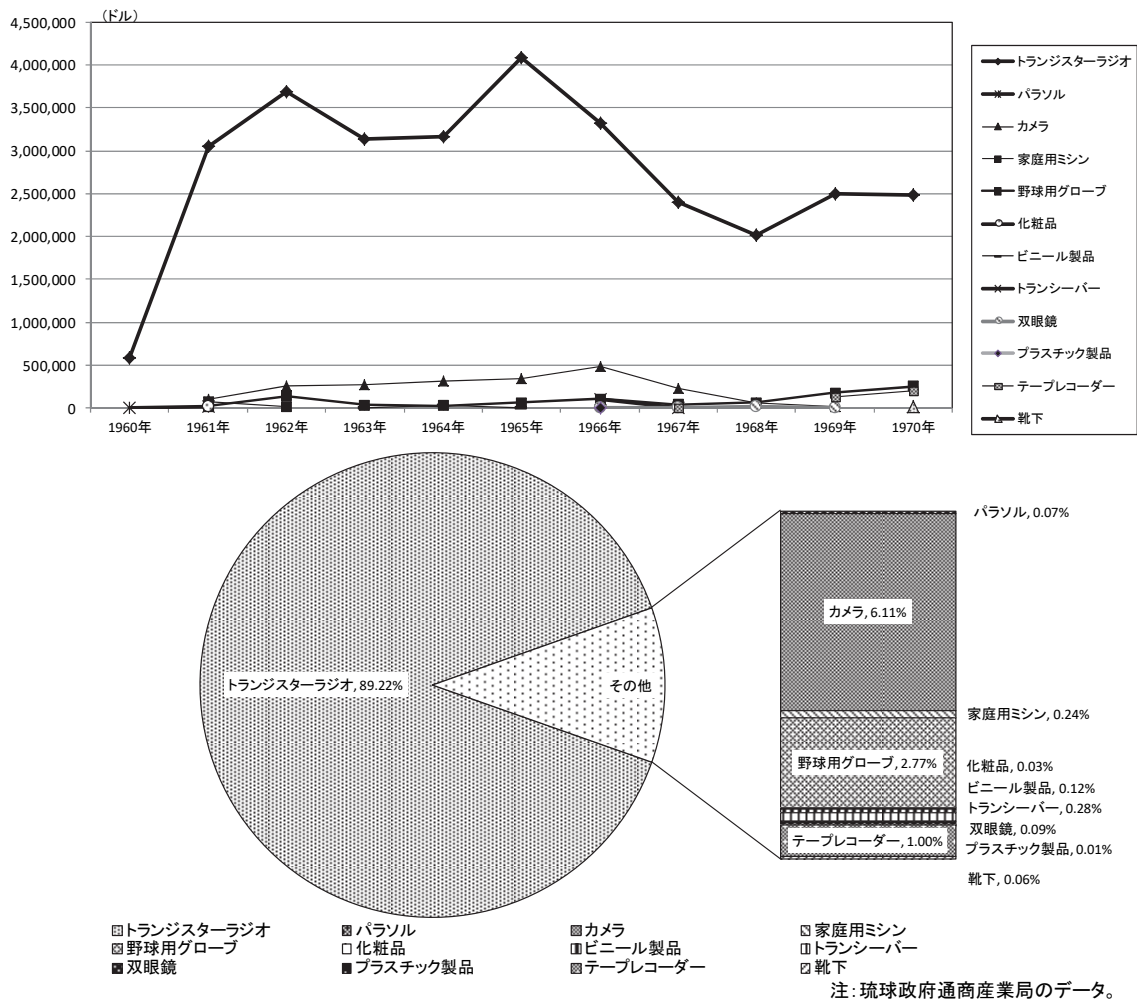 (ドル)
4,500,000
4,000,000
3,500,000
3,000,000
2,500,000
2,000,000
1,500,000
1,000,000
500,000
0
1960年 1961年 1962年 1963年 1964年 1965年 1966年 1967年 1968年 1969年 1970年
トランジスターラジオ
パラソル
カメラ
家庭用ミシン
野球用グローブ
化粧品
ビニール製品
トランシーバー
双眼鏡
プラスチック製品
テープレコーダー
靴下
トランジスターラジオ, 89.22%
その他
パラソル, 0.07%
カメラ, 6.11%
家庭用ミシン, 0.24%
野球用グローブ, 2.77%
化粧品, 0.03%
ビニール製品, 0.12%
トランシーバー, 0.28%
双眼鏡, 0.09%
テープレコーダー, 1.00%
プラスチック製品, 0.01%
靴下, 0.06%
トランジスターラジオ パラソル カメラ 家庭用ミシン
野球用グローブ 化粧品 ビニール製品 トランシーバー
双眼鏡 プラスチック製品 テープレコーダー 靴下
注:琉球政府通商産業局のデータ。